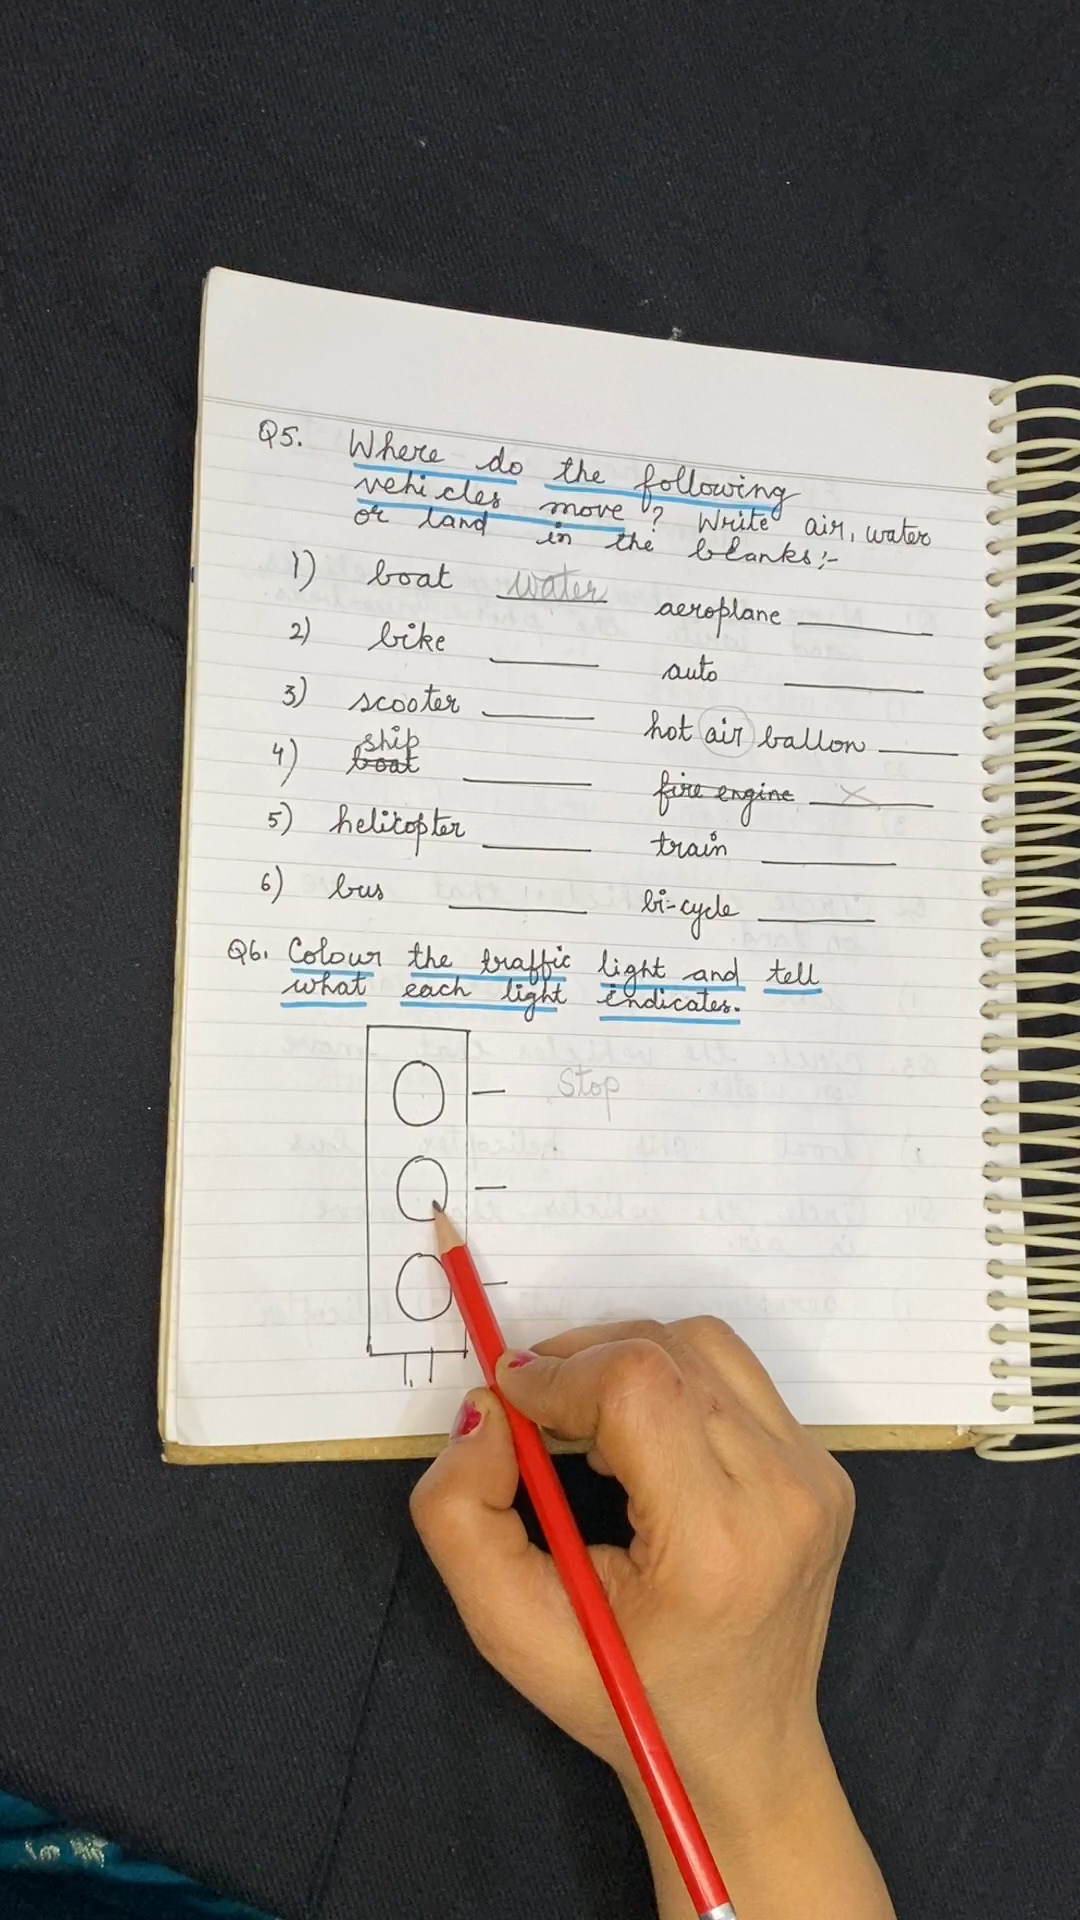 Q5. Where do the following
vehicles move? Write air, water
or land in the blanks:-
1) boat water aeroplane
2) bike auto
3) scooter hot air ballon
4) ship boat fire engine X
5) helicopter train
6) bus bi-cycle
Q6. Colour the traffic light and tell
what each light indicates.
Stop